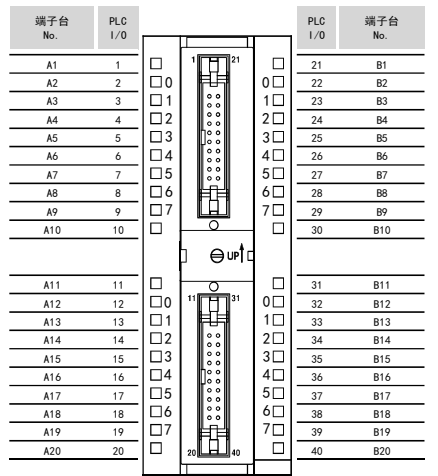 端子台 PLC PLC 端子台
No. I/O I/O No.
A1 1 1 21 21 B1
A2 2 0 0 22 B2
A3 3 1 1 23 B3
A4 4 2 2 24 B4
A5 5 3 3 25 B5
A6 6 4 4 26 B6
A7 7 5 5 27 B7
A8 8 6 6 28 B8
A9 9 7 7 29 B9
A10 10 30 B10
UP
A11 11 31 B11
A12 12 0 11 31 0 32 B12
A13 13 1 1 33 B13
A14 14 2 2 34 B14
A15 15 3 3 35 B15
A16 16 4 4 36 B16
A17 17 5 5 37 B17
A18 18 6 6 38 B18
A19 19 7 7 39 B19
A20 20 20 40 40 B20